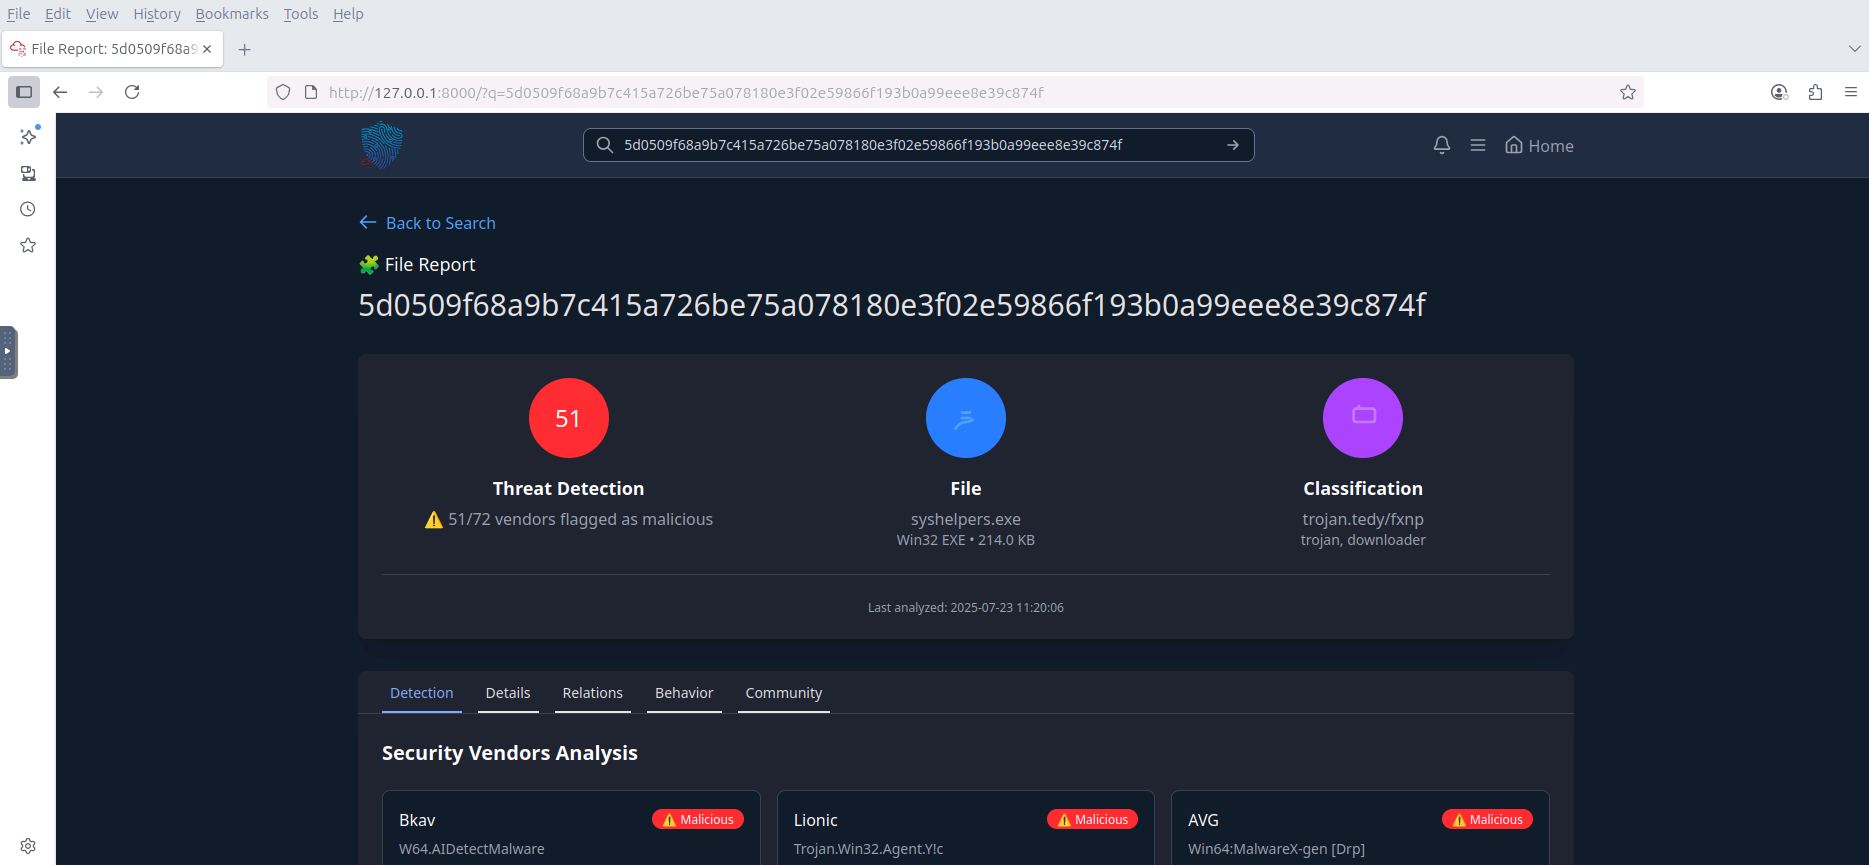 File Edit View History Bookmarks Tools Help
File Report: 5d0509f68a9
http://127.0.0.1:8000/?q=5d0509f68a9b7c415a726be75a078180e3f02e59866f193b0a99eee8e39c874f
5d0509f68a9b7c415a726be75a078180e3f02e59866f193b0a99eee8e39c874f
Home
Back to Search
File Report
5d0509f68a9b7c415a726be75a078180e3f02e59866f193b0a99eee8e39c874f
51
Threat Detection
51/72 vendors flagged as malicious
File
syshelpers.exe
Win32 EXE • 214.0 KB
Classification
trojan.tedy/fxnp
trojan, downloader
Last analyzed: 2025-07-23 11:20:06
Detection Details Relations Behavior Community
Security Vendors Analysis
Bkav Malicious
W64.AIDetectMalware
Lionic Malicious
Trojan.Win32.Agent.Y!c
AVG Malicious
Win64:MalwareX-gen [Drp]